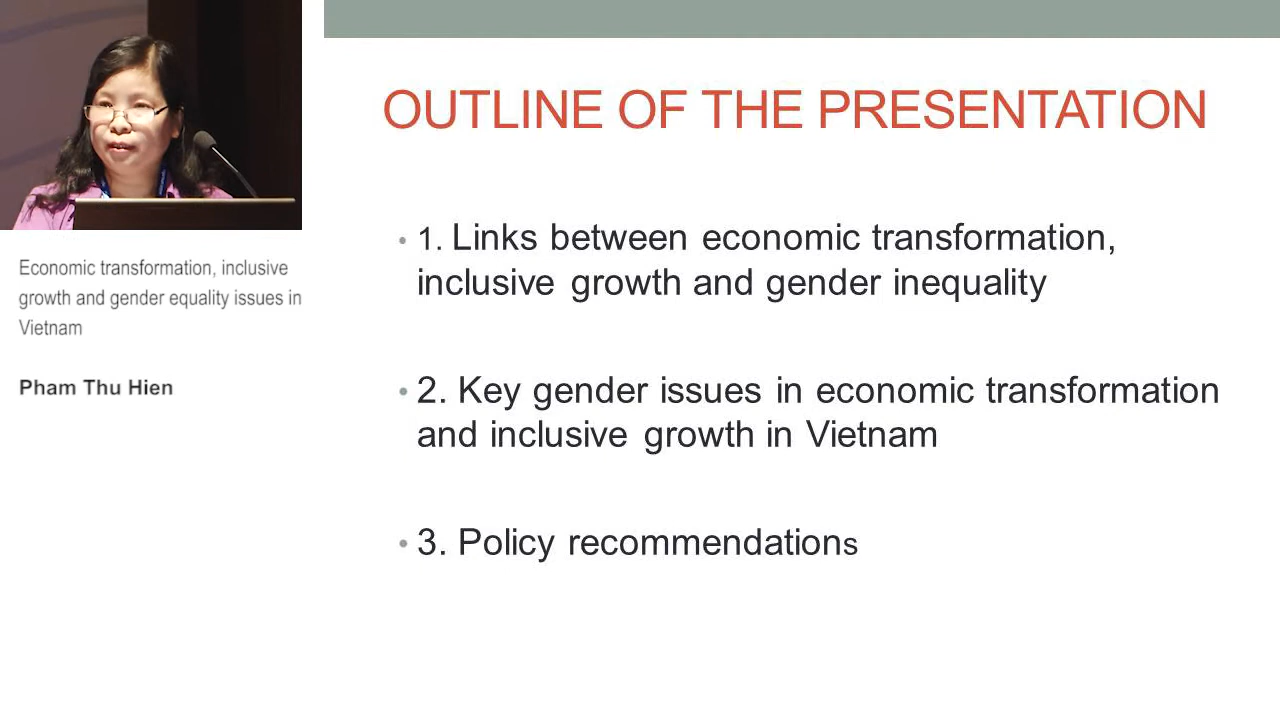 OUTLINE OF THE PRESENTATION
• 1. Links between economic transformation,
inclusive growth and gender inequality
• 2. Key gender issues in economic transformation
and inclusive growth in Vietnam
• 3. Policy recommendations
Economic transformation, inclusive
growth and gender equality issues in
Vietnam
Pham Thu Hien